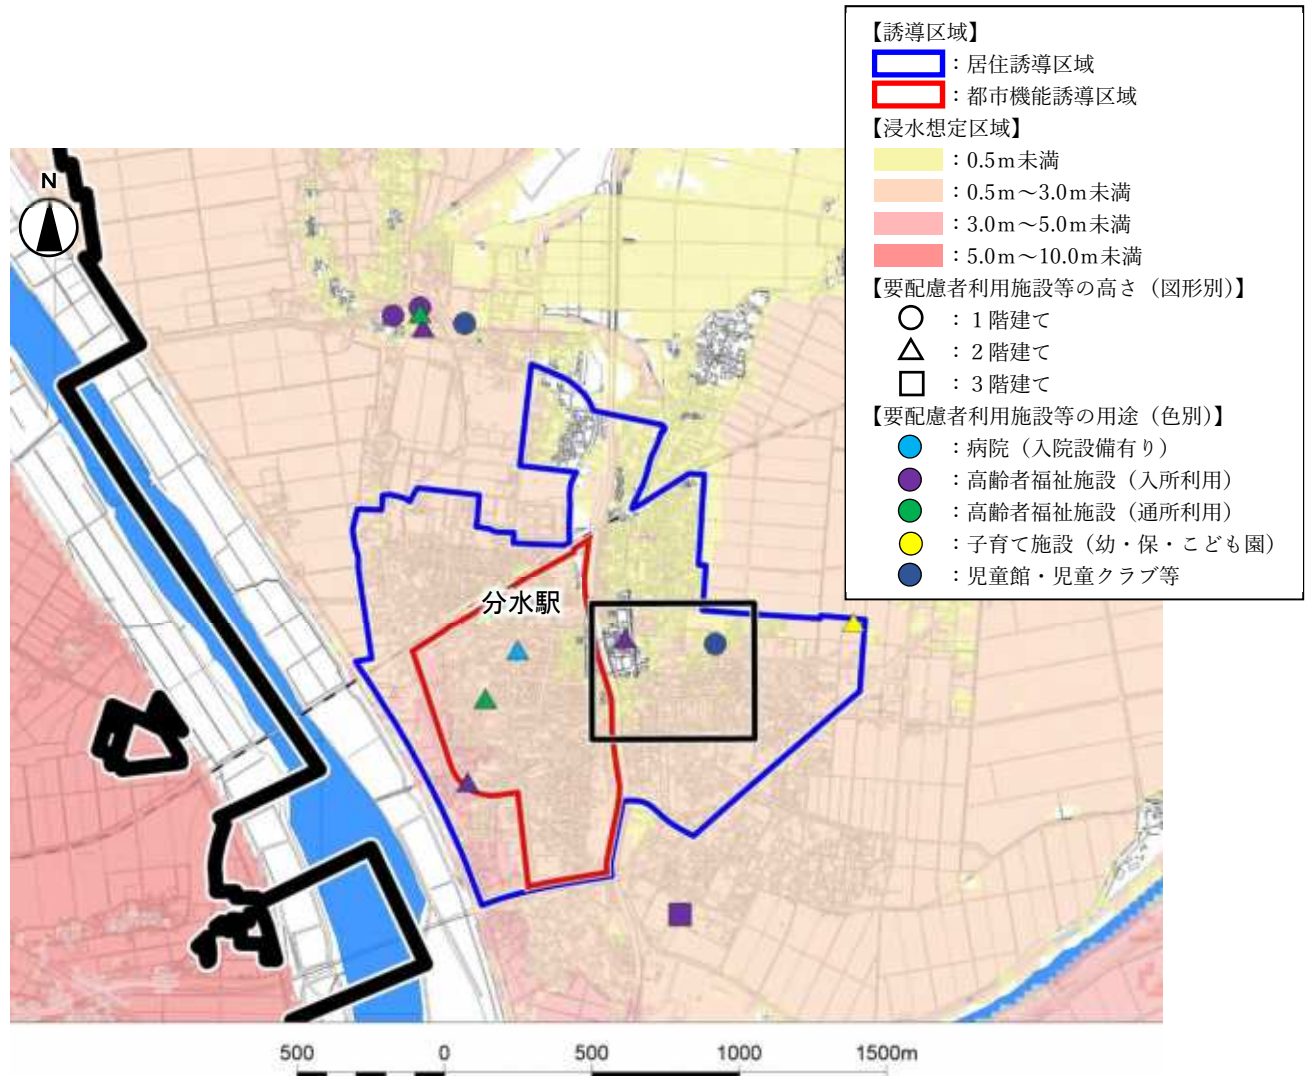 【誘導区域】
：居住誘導区域
：都市機能誘導区域
【浸水想定区域】
：0.5ｍ未満
：0.5ｍ～3.0ｍ未満
：3.0ｍ～5.0ｍ未満
：5.0ｍ～10.0ｍ未満
【要配慮者利用施設等の高さ（図形別）】
：１階建て
：２階建て
：３階建て
【要配慮者利用施設等の用途（色別）】
：病院（入院設備有り）
：高齢者福祉施設（入所利用）
：高齢者福祉施設（通所利用）
：子育て施設（幼・保・こども園）
：児童館・児童クラブ等
N
分水駅
500 0 500 1000 1500m